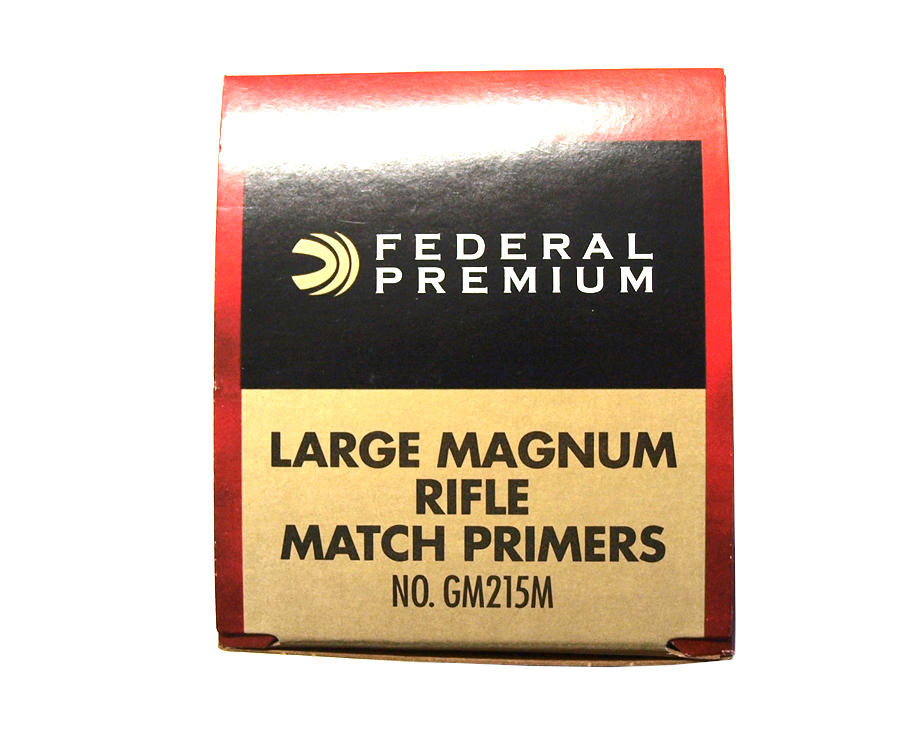 FEDERAL
PREMIUM
LARGE MAGNUM
RIFLE
MATCH PRIMERS
NO. GM215M